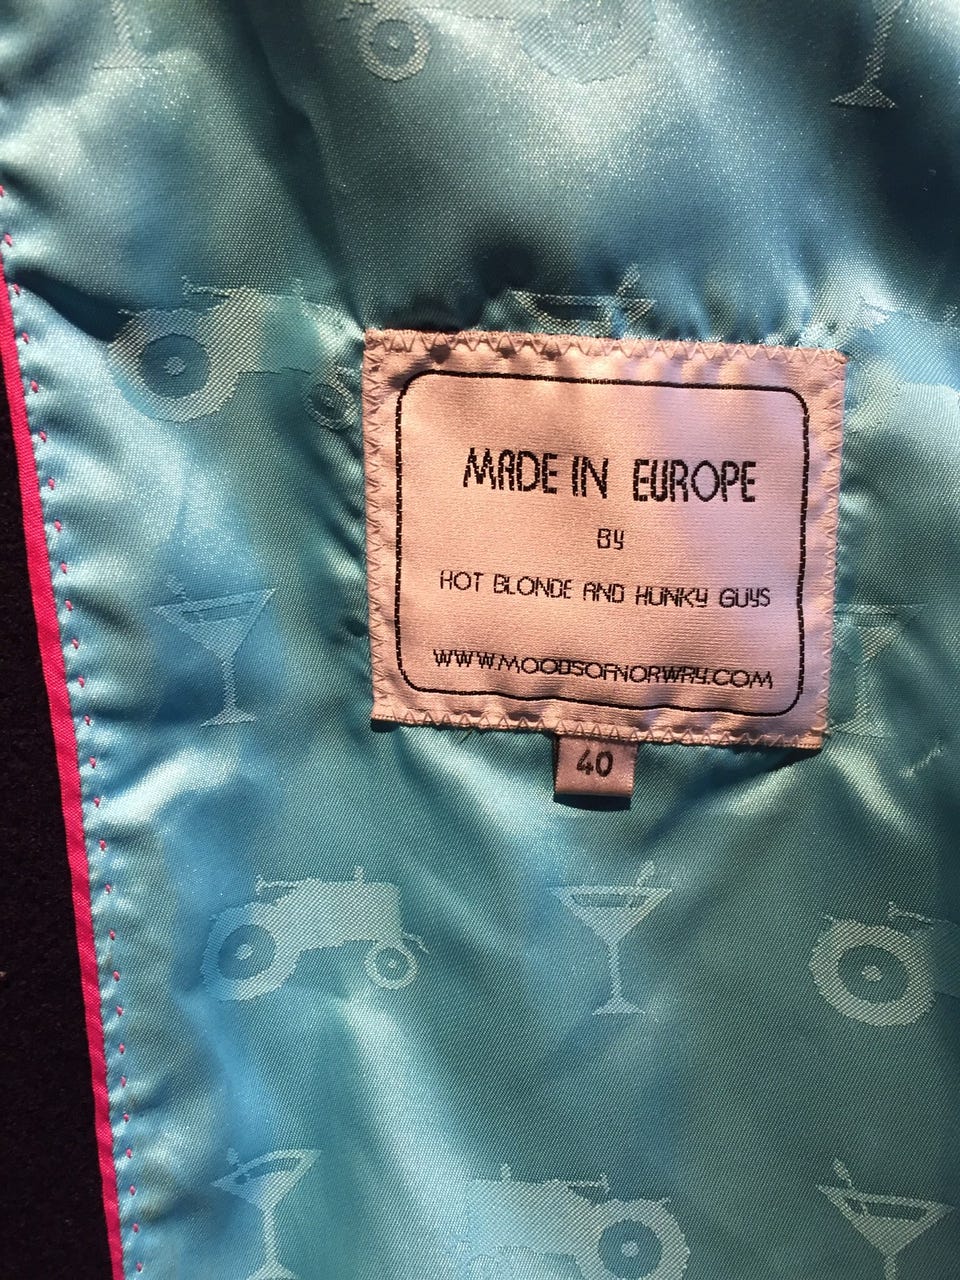 MADE IN EUROPE
BY
HOT BLONDE AND HUNKY GUYS
WWW.MOODSOFNORWAY.COM
40